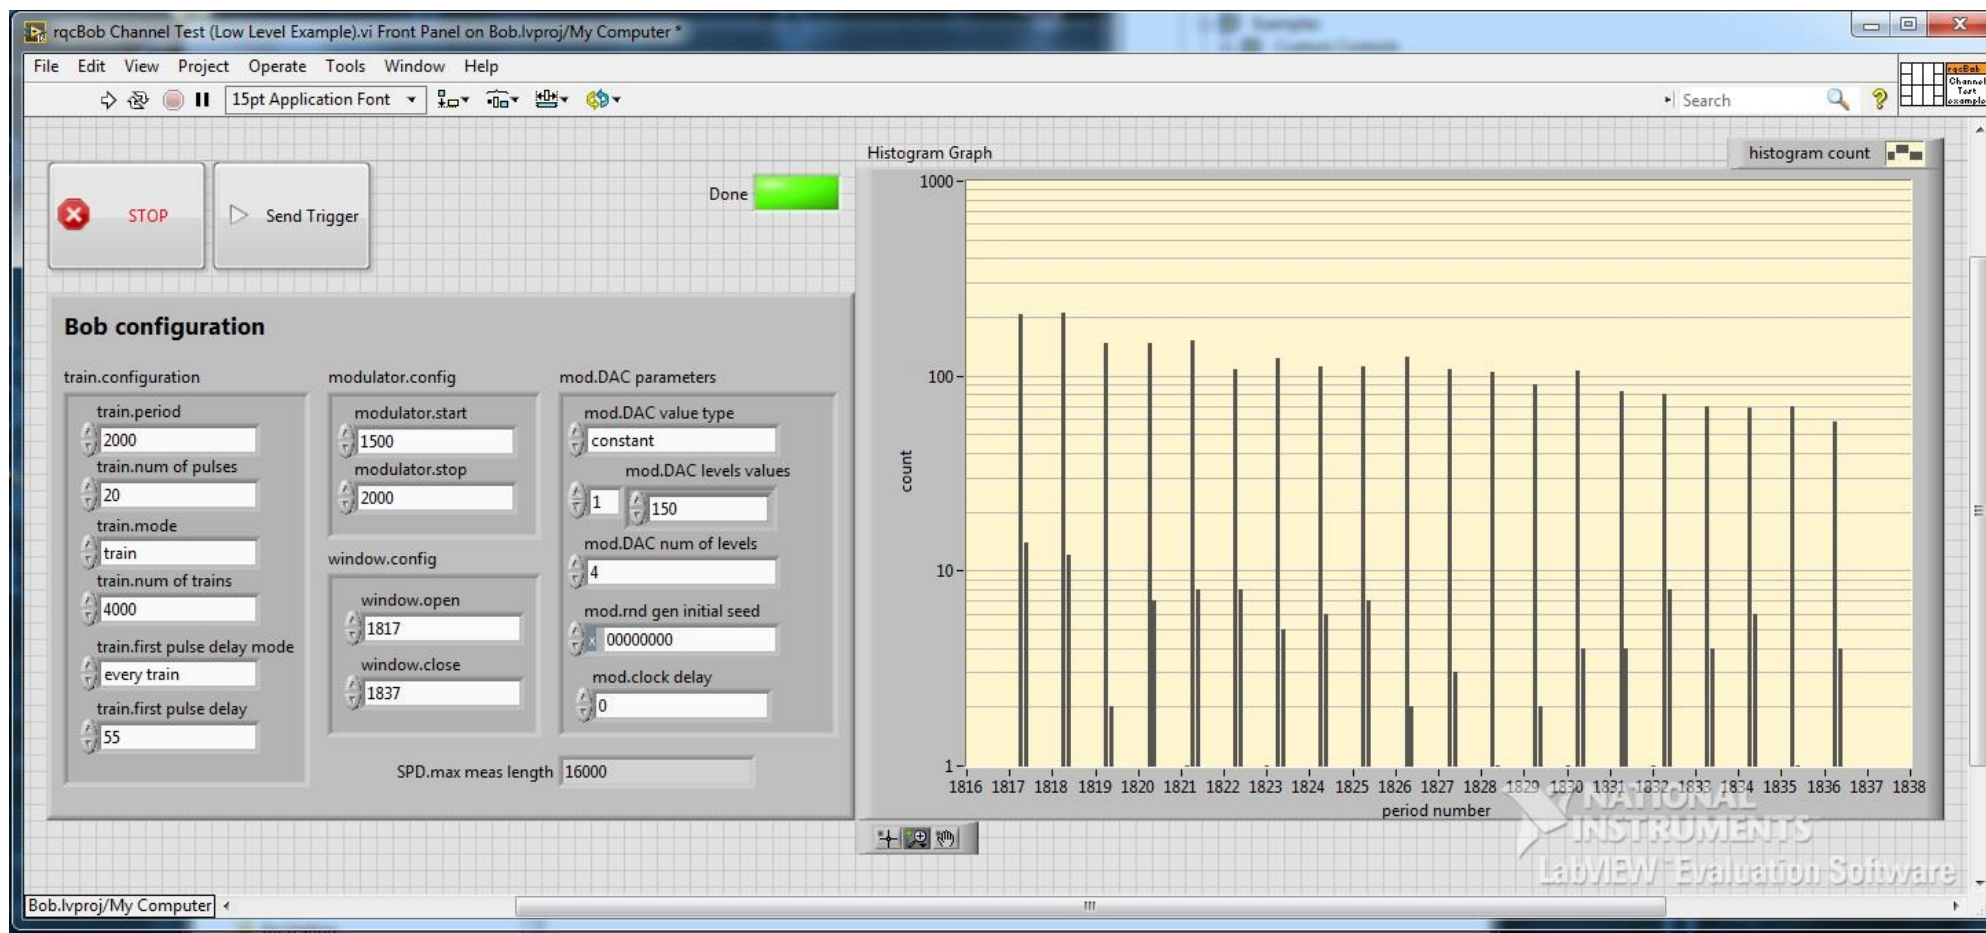 rqcBob Channel Test (Low Level Example).vi Front Panel on Bob.lvproj/My Computer *
File Edit View Project Operate Tools Window Help
15pt Application Font
Search
rqcBob
Channel
Test
example
STOP
Send Trigger
Done
Bob configuration
train.configuration
train.period
2000
train.num of pulses
20
train.mode
train
train.num of trains
4000
train.first pulse delay mode
every train
train.first pulse delay
55
modulator.config
modulator.start
1500
modulator.stop
2000
window.config
window.open
1817
window.close
1837
mod.DAC parameters
mod.DAC value type
constant
mod.DAC levels values
1 150
mod.DAC num of levels
4
mod.rnd gen initial seed
x 00000000
mod.clock delay
0
SPD.max meas length 16000
Histogram Graph
histogram count
1000
100
10
1
count
1816 1817 1818 1819 1820 1821 1822 1823 1824 1825 1826 1827 1828 1829 1830 1831 1832 1833 1834 1835 1836 1837 1838
period number
NATIONAL
INSTRUMENTS
LabVIEW™ Evaluation Software
Bob.lvproj/My Computer